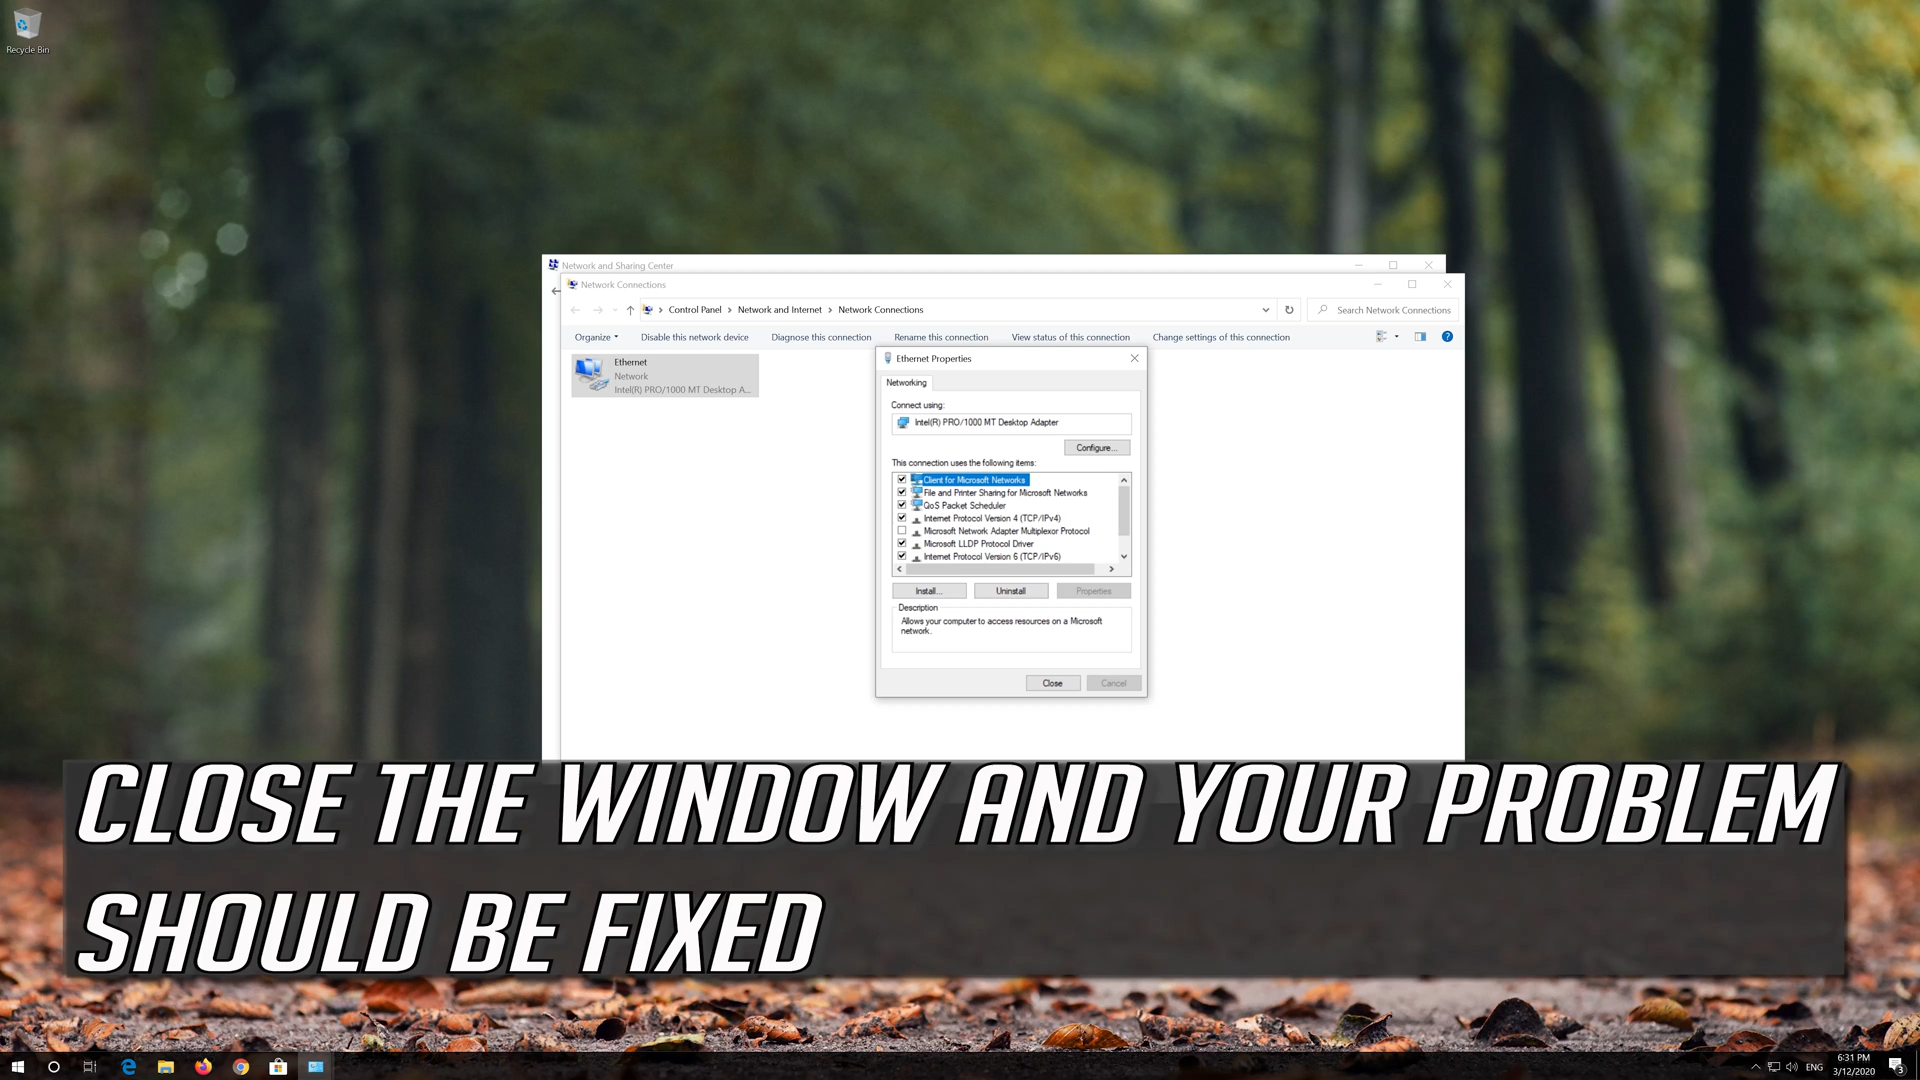 Recycle Bin
Network and Sharing Center
Network Connections
Control Panel > Network and Internet > Network Connections
Search Network Connections
Organize
Disable this network device
Diagnose this connection
Rename this connection
View status of this connection
Change settings of this connection
Ethernet
Network
Intel(R) PRO/1000 MT Desktop A...
Ethernet Properties
Networking
Connect using:
Intel(R) PRO/1000 MT Desktop Adapter
Configure...
This connection uses the following items:
Client for Microsoft Networks
File and Printer Sharing for Microsoft Networks
QoS Packet Scheduler
Internet Protocol Version 4 (TCP/IPv4)
Microsoft Network Adapter Multiplexor Protocol
Microsoft LLDP Protocol Driver
Internet Protocol Version 6 (TCP/IPv6)
Install...
Uninstall
Properties
Description
Allows your computer to access resources on a Microsoft
network.
Close
Cancel
CLOSE THE WINDOW AND YOUR PROBLEM
SHOULD BE FIXED
ENG
6:31 PM
3/12/2020
3